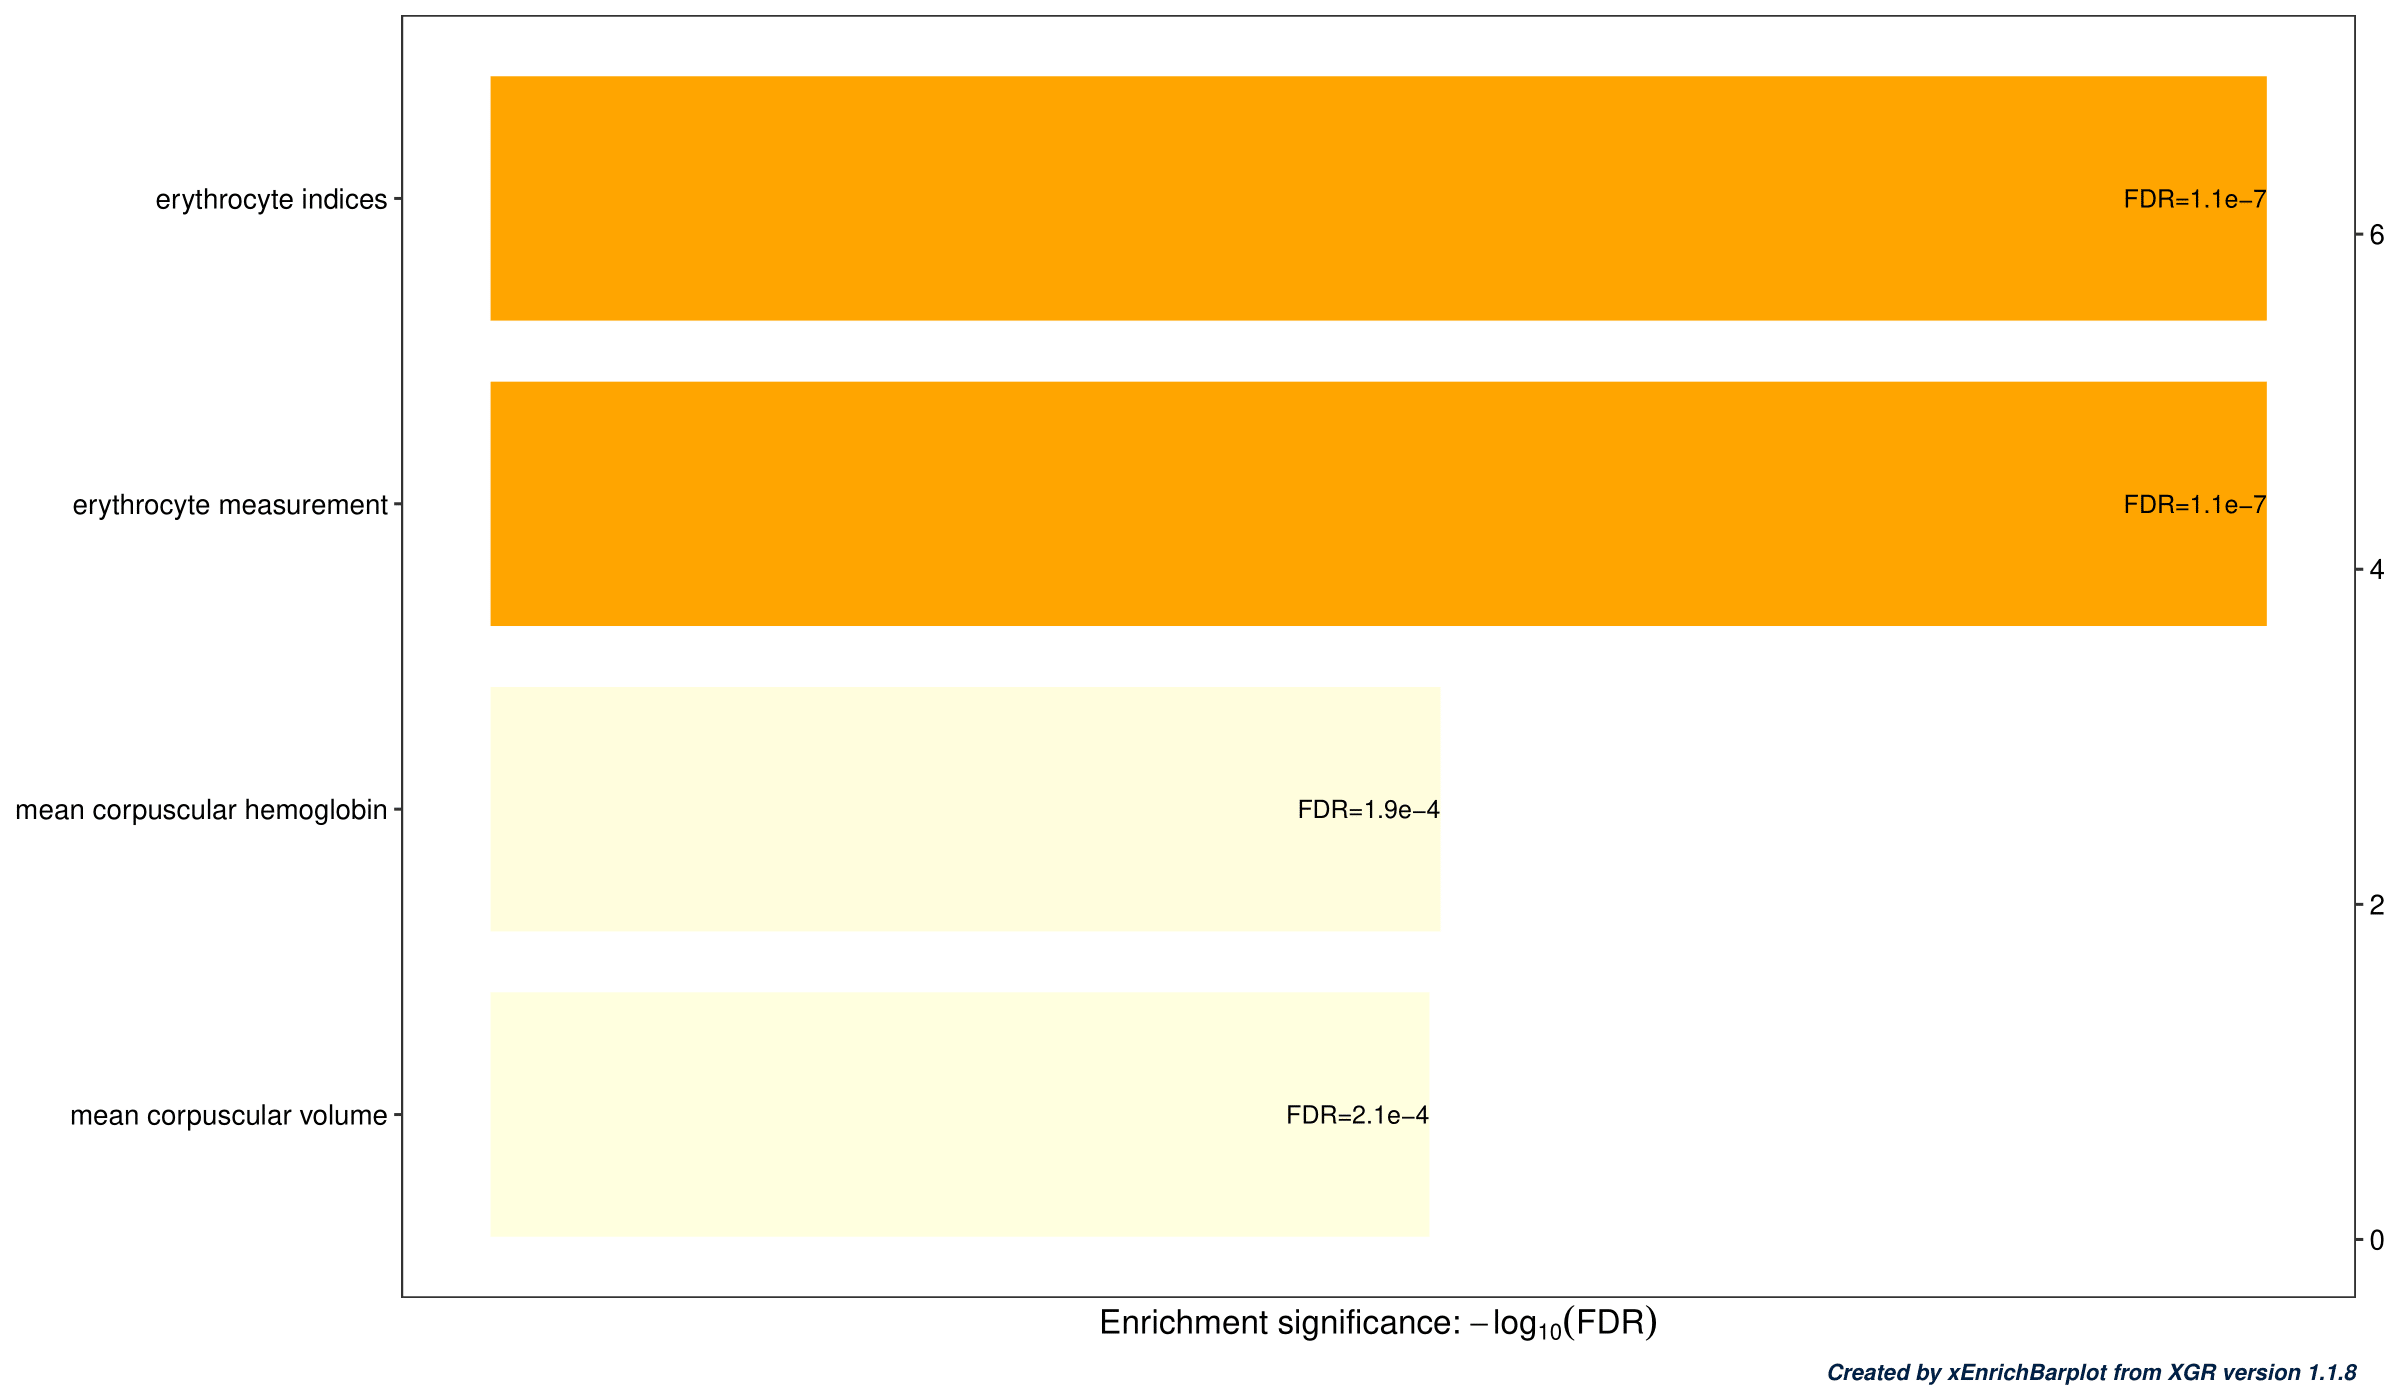 erythrocyte indices
FDR=1.1e−7
6
erythrocyte measurement
FDR=1.1e−7
4
mean corpuscular hemoglobin
FDR=1.9e−4
2
mean corpuscular volume
FDR=2.1e−4
0
Enrichment significance: −log₁₀(FDR)
Created by xEnrichBarplot from XGR version 1.1.8